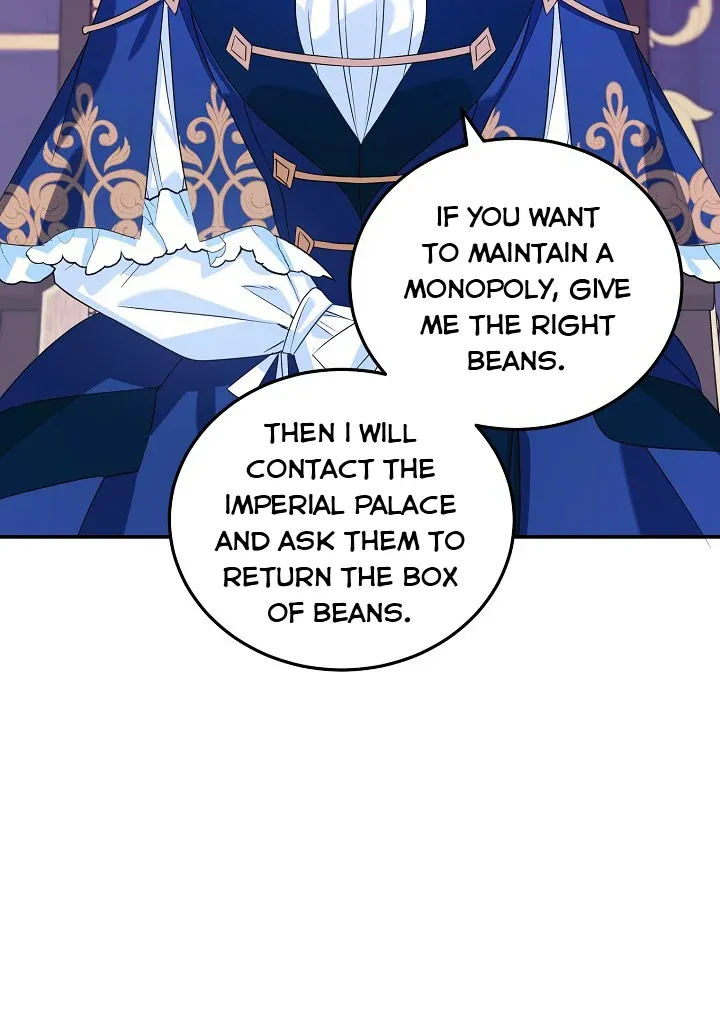 IF YOU WANT
TO MAINTAIN A
MONOPOLY, GIVE
ME THE RIGHT
BEANS.
THEN I WILL
CONTACT THE
IMPERIAL PALACE
AND ASK THEM TO
RETURN THE BOX
OF BEANS.